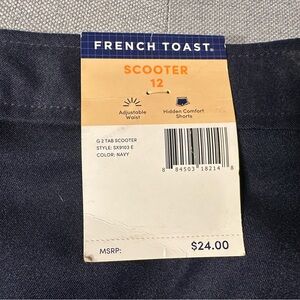 FRENCH TOAST®
SCOOTER
12
Adjustable Waist
Hidden Comfort Shorts
G 2 TAB SCOOTER
STYLE: SX9103 E
COLOR: NAVY
8 84503 18214 8
MSRP: $24.00